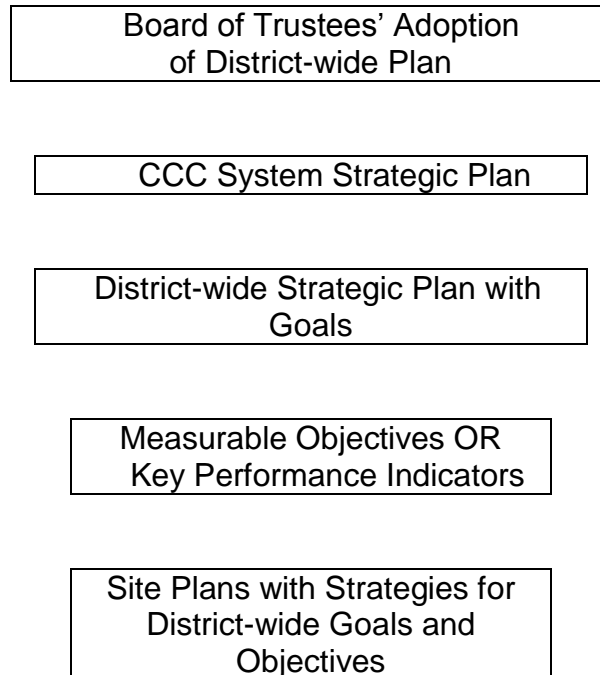 Board of Trustees’ Adoption
of District-wide Plan
CCC System Strategic Plan
District-wide Strategic Plan with
Goals
Measurable Objectives OR
Key Performance Indicators
Site Plans with Strategies for
District-wide Goals and
Objectives